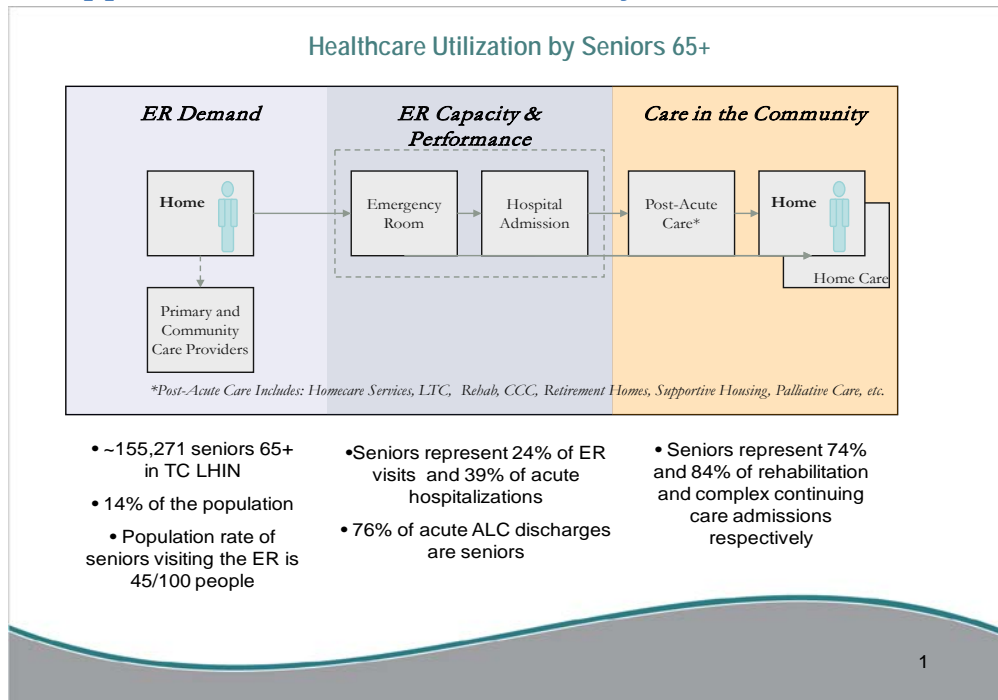 Healthcare Utilization by Seniors 65+
ER Demand
ER Capacity &
Performance
Care in the Community
Home
Emergency
Room
Hospital
Admission
Post-Acute
Care*
Home
Home Care
Primary and
Community
Care Providers
*Post-Acute Care Includes: Homecare Services, LTC, Rehab, CCC, Retirement Homes, Supportive Housing, Palliative Care, etc.
• ~155,271 seniors 65+
in TC LHIN
• 14% of the population
• Population rate of
seniors visiting the ER is
45/100 people
•Seniors represent 24% of ER
visits and 39% of acute
hospitalizations
• 76% of acute ALC discharges
are seniors
• Seniors represent 74%
and 84% of rehabilitation
and complex continuing
care admissions
respectively
1